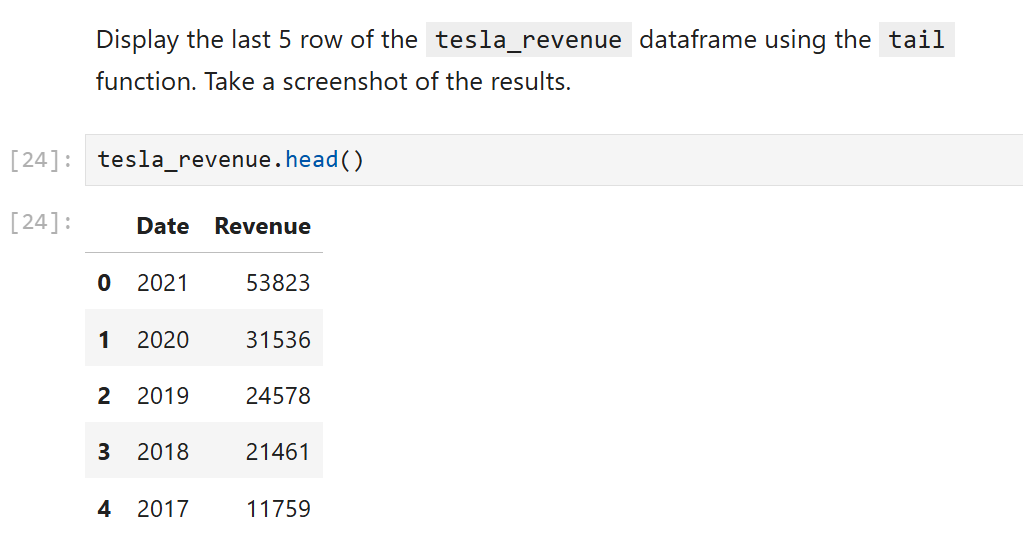 Display the last 5 row of the tesla_revenue dataframe using the tail
function. Take a screenshot of the results.
[24]: tesla_revenue.head()
[24]: Date Revenue
0 2021 53823
1 2020 31536
2 2019 24578
3 2018 21461
4 2017 11759